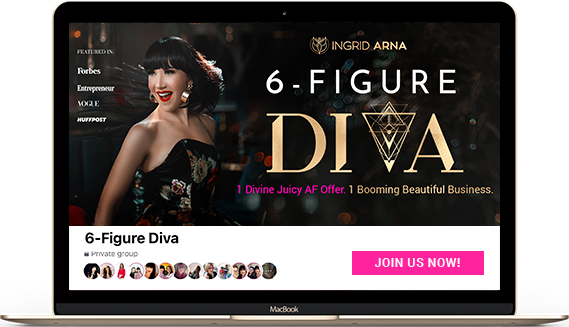 FEATURED IN:
Forbes
Entrepreneur
VOGUE
HUFFPOST
INGRID ARNA
6-FIGURE
DIVA
1 Divine Juicy AF Offer. 1 Booming Beautiful Business.
6-Figure Diva
Private group
JOIN US NOW!
MacBook